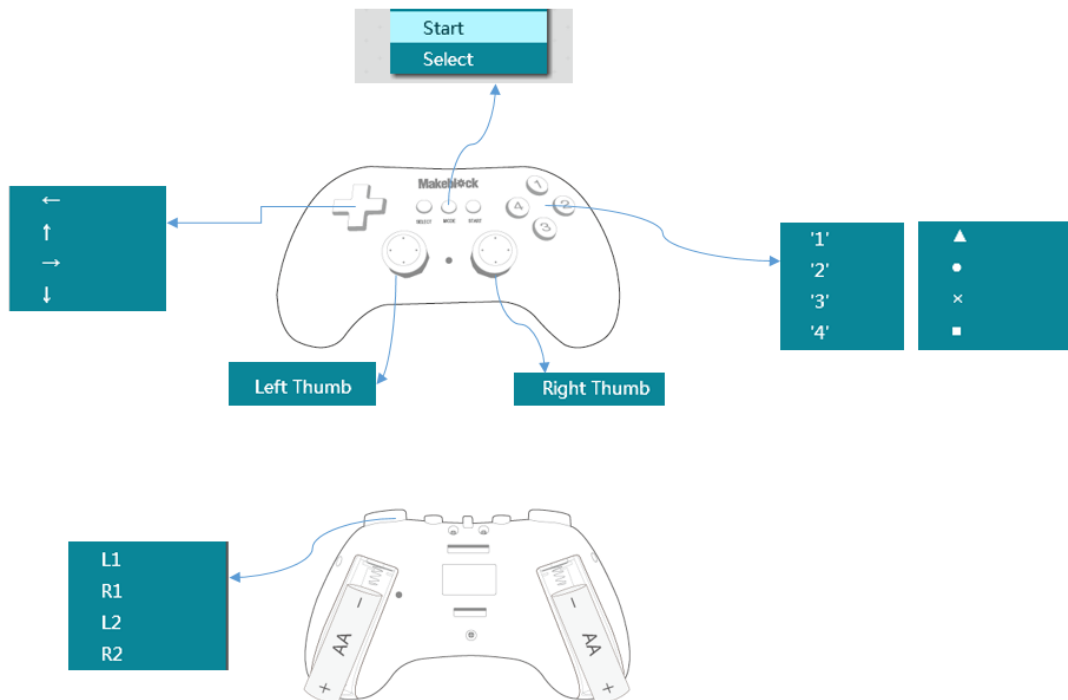 Start
Select
Makeblock
SELECT MODE START
1
2
3
4
←
↑
→
↓
'1'
'2'
'3'
'4'
▲
●
×
■
Left Thumb
Right Thumb
L1
R1
L2
R2
− AA +
− AA +